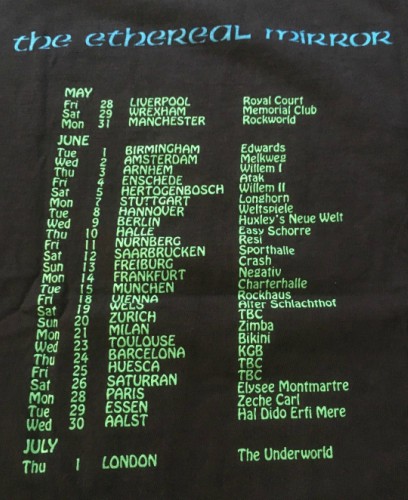 the ethereal mirror
MAY
Fri 28 LIVERPOOL Royal Court
Sat 29 WREXHAM Memorial Club
Mon 31 MANCHESTER Rockworld
JUNE
Tue 1 BIRMINGHAM Edwards
Wed 2 AMSTERDAM Melkweg
Thu 3 ARNHEM Willem I
Fri 4 ENSCHEDE Atak
Sat 5 HERTOGENBOSCH Willem II
Mon 7 STUTTGART Longhorn
Tue 8 HANNOVER Weltspiele
Wed 9 BERLIN Huxley's Neue Welt
Thu 10 HALLE Easy Schorre
Fri 11 NURNBERG Resi
Sat 12 SAARBRUCKEN Sporthalle
Sun 13 FREIBURG Crash
Mon 14 FRANKFURT Negativ
Tue 15 MUNCHEN Charterhalle
Fri 18 VIENNA Rockhaus
Sat 19 WELS Alter Schlachthof
Sun 20 ZURICH TBC
Mon 21 MILAN Zimba
Wed 23 TOULOUSE Bikini
Thu 24 BARCELONA KGB
Fri 25 HUESCA TBC
Sat 26 SATURRAN TBC
Mon 28 PARIS Elysee Montmartre
Tue 29 ESSEN Zeche Carl
Wed 30 AALST Hal Dido Erfi Mere
JULY
Thu 1 LONDON The Underworld